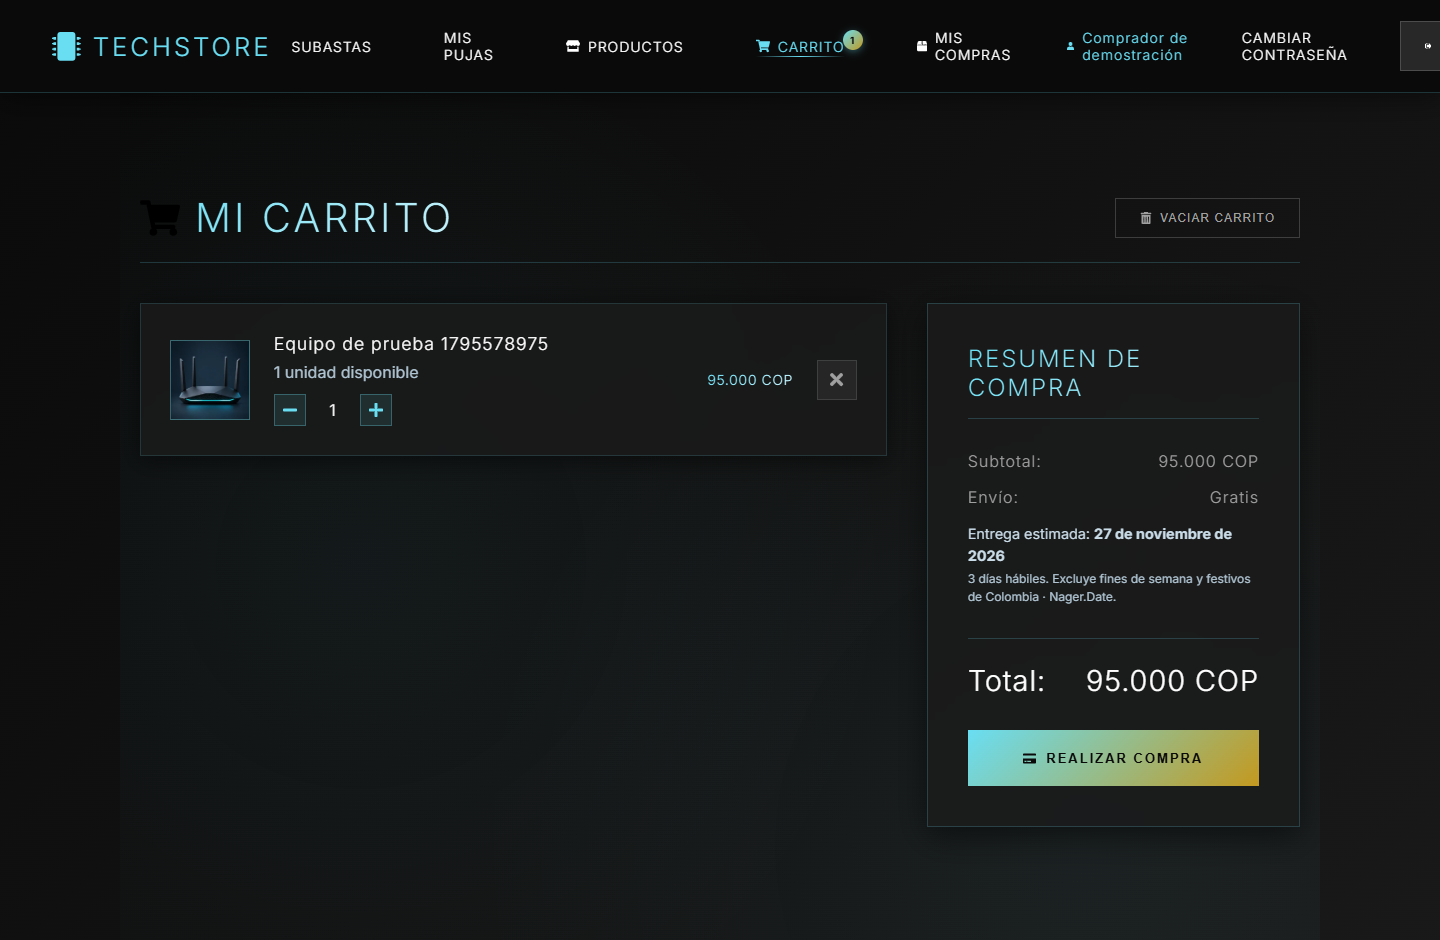 TECHSTORE
SUBASTAS
MIS
PUJAS
PRODUCTOS
CARRITO
1
MIS
COMPRAS
Comprador de
demostración
CAMBIAR
CONTRASEÑA
MI CARRITO
VACIAR CARRITO
Equipo de prueba 1795578975
1 unidad disponible
1
95.000 COP
RESUMEN DE
COMPRA
Subtotal: 95.000 COP
Envío: Gratis
Entrega estimada: 27 de noviembre de
2026
3 días hábiles. Excluye fines de semana y festivos
de Colombia · Nager.Date.
Total: 95.000 COP
REALIZAR COMPRA